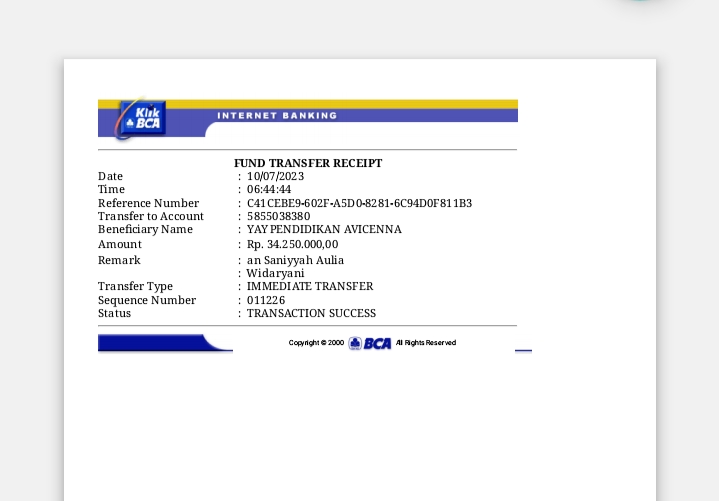 Klik
BCA
INTERNET BANKING
FUND TRANSFER RECEIPT
Date : 10/07/2023
Time : 06:44:44
Reference Number : C41CEBE9-602F-A5D0-8281-6C94D0F811B3
Transfer to Account : 5855038380
Beneficiary Name : YAY PENDIDIKAN AVICENNA
Amount : Rp. 34.250.000,00
Remark : an Saniyyah Aulia
: Widaryani
Transfer Type : IMMEDIATE TRANSFER
Sequence Number : 011226
Status : TRANSACTION SUCCESS
Copyright © 2000 BCA All Rights Reserved